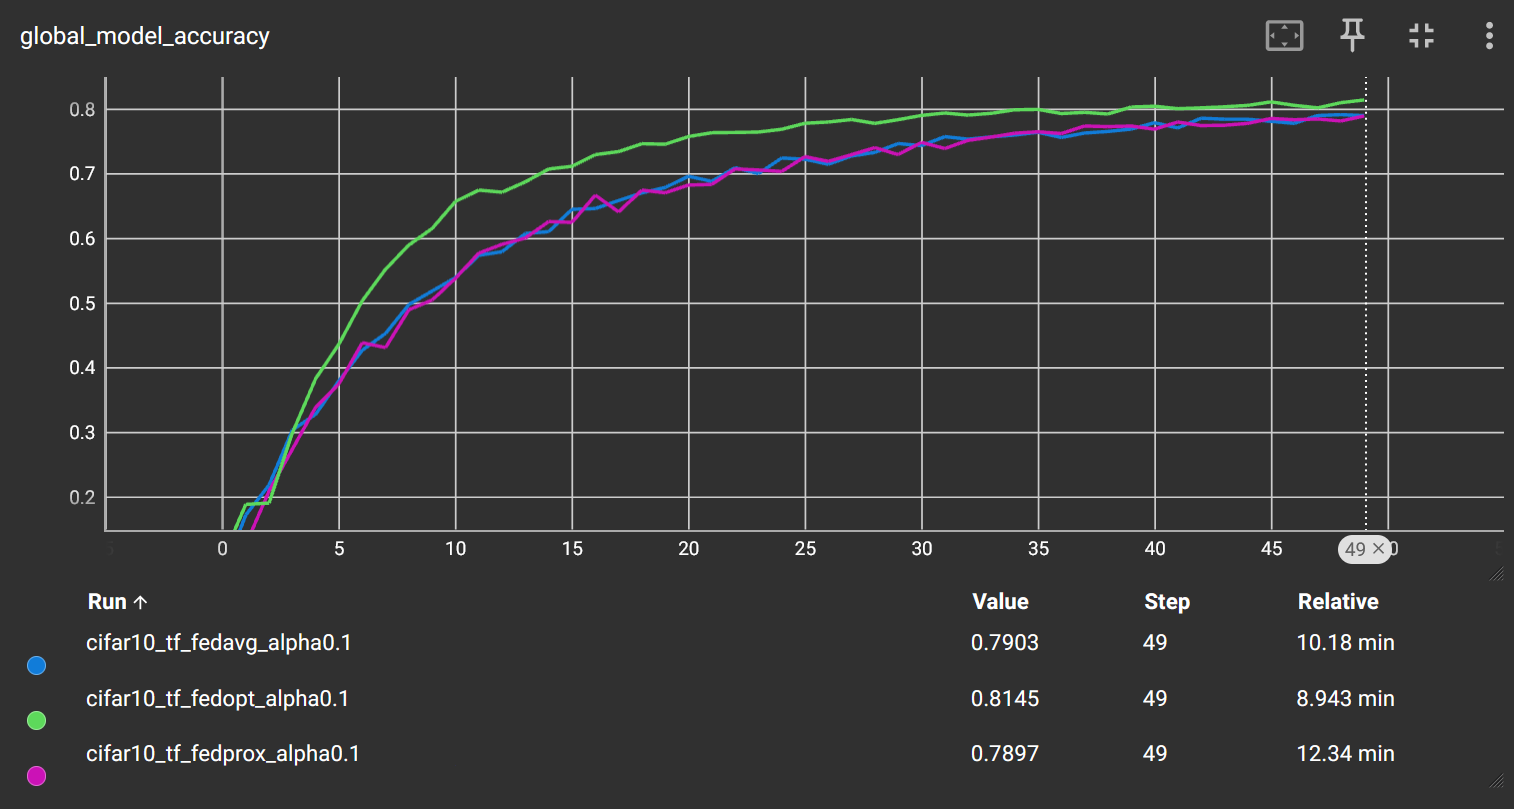 global_model_accuracy
0.8
0.7
0.6
0.5
0.4
0.3
0.2
0 5 10 15 20 25 30 35 40 45 49 × 0
Run ↑ Value Step Relative
cifar10_tf_fedavg_alpha0.1 0.7903 49 10.18 min
cifar10_tf_fedopt_alpha0.1 0.8145 49 8.943 min
cifar10_tf_fedprox_alpha0.1 0.7897 49 12.34 min